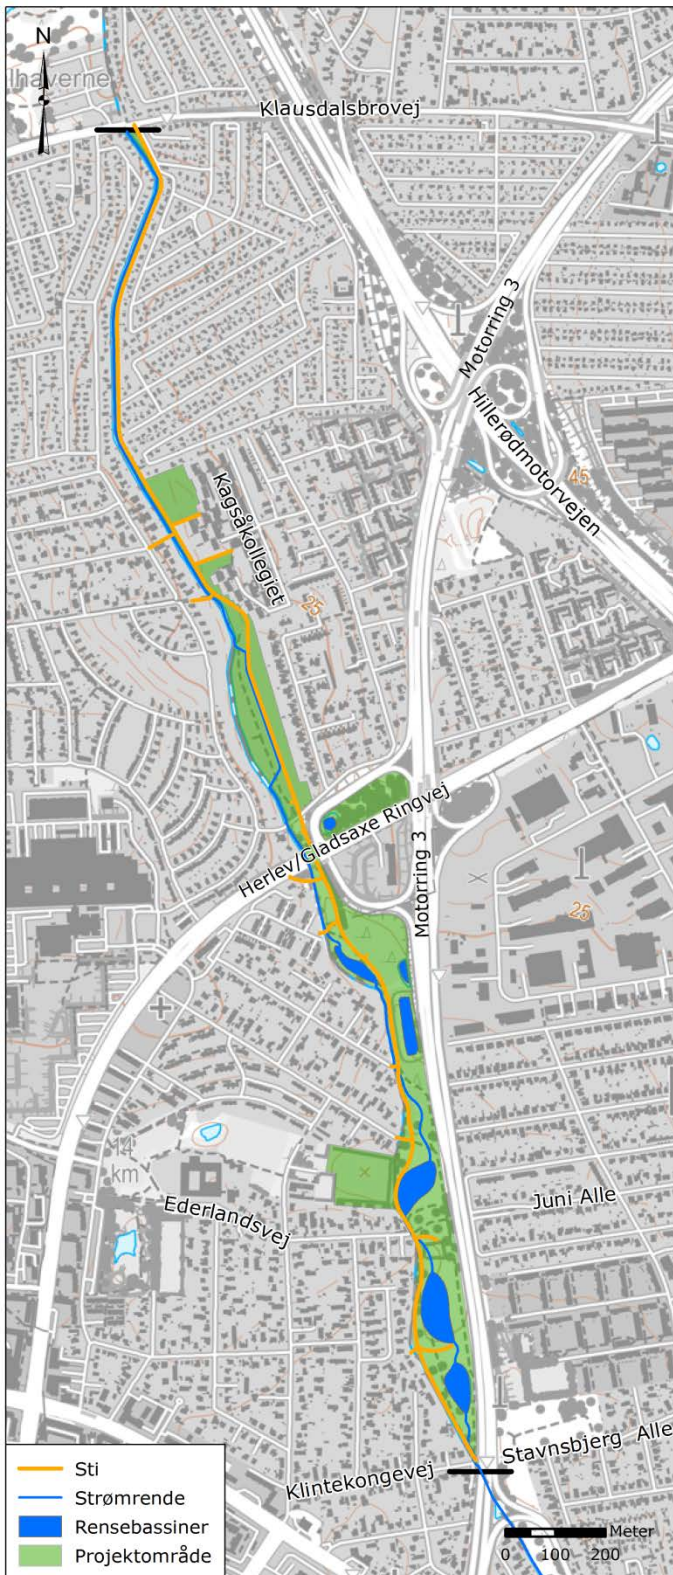 N
lhaverne
Klausdalsbrovej
Motorring 3
Hillerødmotorvejen
45
Kagsåkollegiet
25
Herlev/Gladsaxe Ringvej
Motorring 3
25
14
km
Ederlandsvej
Juni Alle
Stavnsbjerg Alle
Klintekongevej
Sti
Strømrende
Rensebassiner
Projektområde
Meter
0 100 200